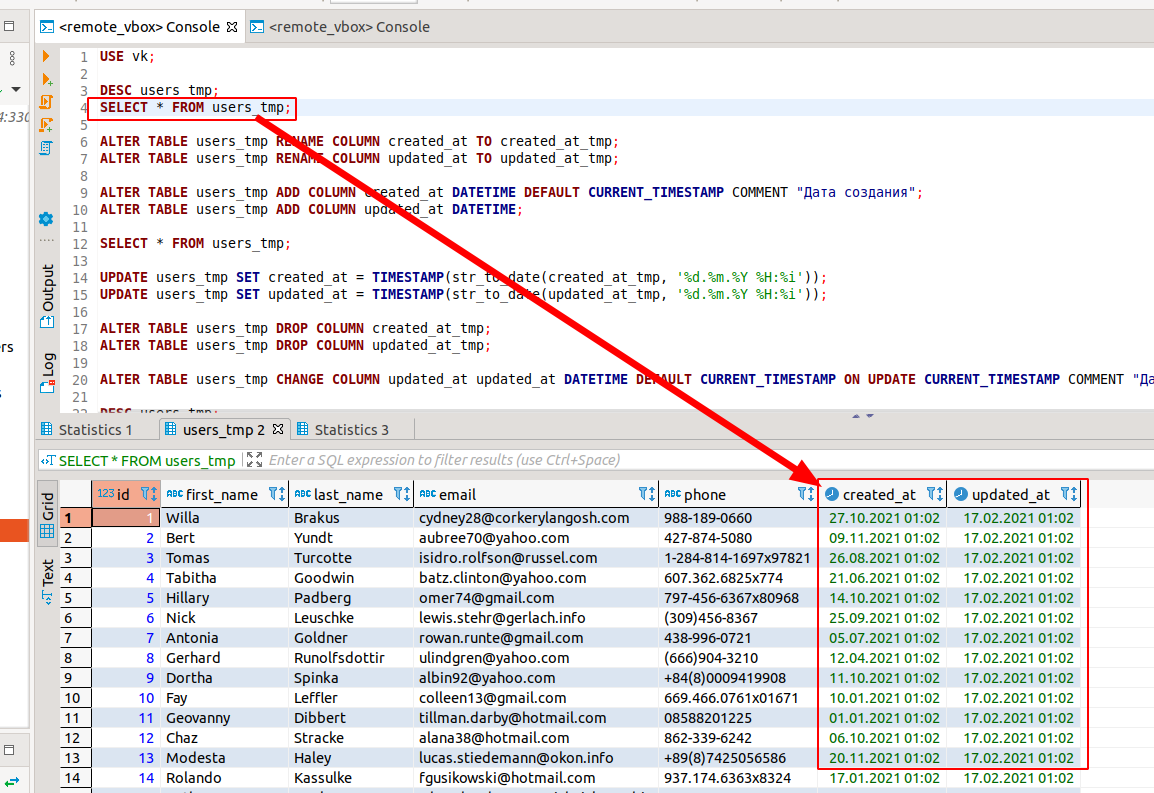 <remote_vbox> Console <remote_vbox> Console
1 USE vk;
2
3 DESC users_tmp;
4 SELECT * FROM users_tmp;
5
6 ALTER TABLE users_tmp RENAME COLUMN created_at TO created_at_tmp;
7 ALTER TABLE users_tmp RENAME COLUMN updated_at TO updated_at_tmp;
8
9 ALTER TABLE users_tmp ADD COLUMN created_at DATETIME DEFAULT CURRENT_TIMESTAMP COMMENT "Дата создания";
10 ALTER TABLE users_tmp ADD COLUMN updated_at DATETIME;
11
12 SELECT * FROM users_tmp;
13
14 UPDATE users_tmp SET created_at = TIMESTAMP(str_to_date(created_at_tmp, '%d.%m.%Y %H:%i'));
15 UPDATE users_tmp SET updated_at = TIMESTAMP(str_to_date(updated_at_tmp, '%d.%m.%Y %H:%i'));
16
17 ALTER TABLE users_tmp DROP COLUMN created_at_tmp;
18 ALTER TABLE users_tmp DROP COLUMN updated_at_tmp;
19
20 ALTER TABLE users_tmp CHANGE COLUMN updated_at updated_at DATETIME DEFAULT CURRENT_TIMESTAMP ON UPDATE CURRENT_TIMESTAMP COMMENT "Да
21
22 DESC users_tmp;
4:330
Output
Log
ers
Statistics 1 users_tmp 2 Statistics 3
SELECT * FROM users_tmp Enter a SQL expression to filter results (use Ctrl+Space)
Grid
Text
123 id ABC first_name ABC last_name ABC email ABC phone created_at updated_at
1 1 Willa Brakus cydney28@corkerylangosh.com 988-189-0660 27.10.2021 01:02 17.02.2021 01:02
2 2 Bert Yundt aubree70@yahoo.com 427-874-5080 09.11.2021 01:02 17.02.2021 01:02
3 3 Tomas Turcotte isidro.rolfson@russel.com 1-284-814-1697x97821 26.08.2021 01:02 17.02.2021 01:02
4 4 Tabitha Goodwin batz.clinton@yahoo.com 607.362.6825x774 21.06.2021 01:02 17.02.2021 01:02
5 5 Hillary Padberg omer74@gmail.com 797-456-6367x80968 14.10.2021 01:02 17.02.2021 01:02
6 6 Nick Leuschke lewis.stehr@gerlach.info (309)456-8367 25.09.2021 01:02 17.02.2021 01:02
7 7 Antonia Goldner rowan.runte@gmail.com 438-996-0721 05.07.2021 01:02 17.02.2021 01:02
8 8 Gerhard Runolfsdottir ulindgren@yahoo.com (666)904-3210 12.04.2021 01:02 17.02.2021 01:02
9 9 Dortha Spinka albin92@yahoo.com +84(8)0009419908 11.10.2021 01:02 17.02.2021 01:02
10 10 Fay Leffler colleen13@gmail.com 669.466.0761x01671 10.01.2021 01:02 17.02.2021 01:02
11 11 Geovanny Dibbert tillman.darby@hotmail.com 08588201225 01.01.2021 01:02 17.02.2021 01:02
12 12 Chaz Stracke alana38@hotmail.com 862-339-6242 06.10.2021 01:02 17.02.2021 01:02
13 13 Modesta Haley lucas.stiedemann@okon.info +89(8)7425056586 20.11.2021 01:02 17.02.2021 01:02
14 14 Rolando Kassulke fgusikowski@hotmail.com 937.174.6363x8324 17.01.2021 01:02 17.02.2021 01:02